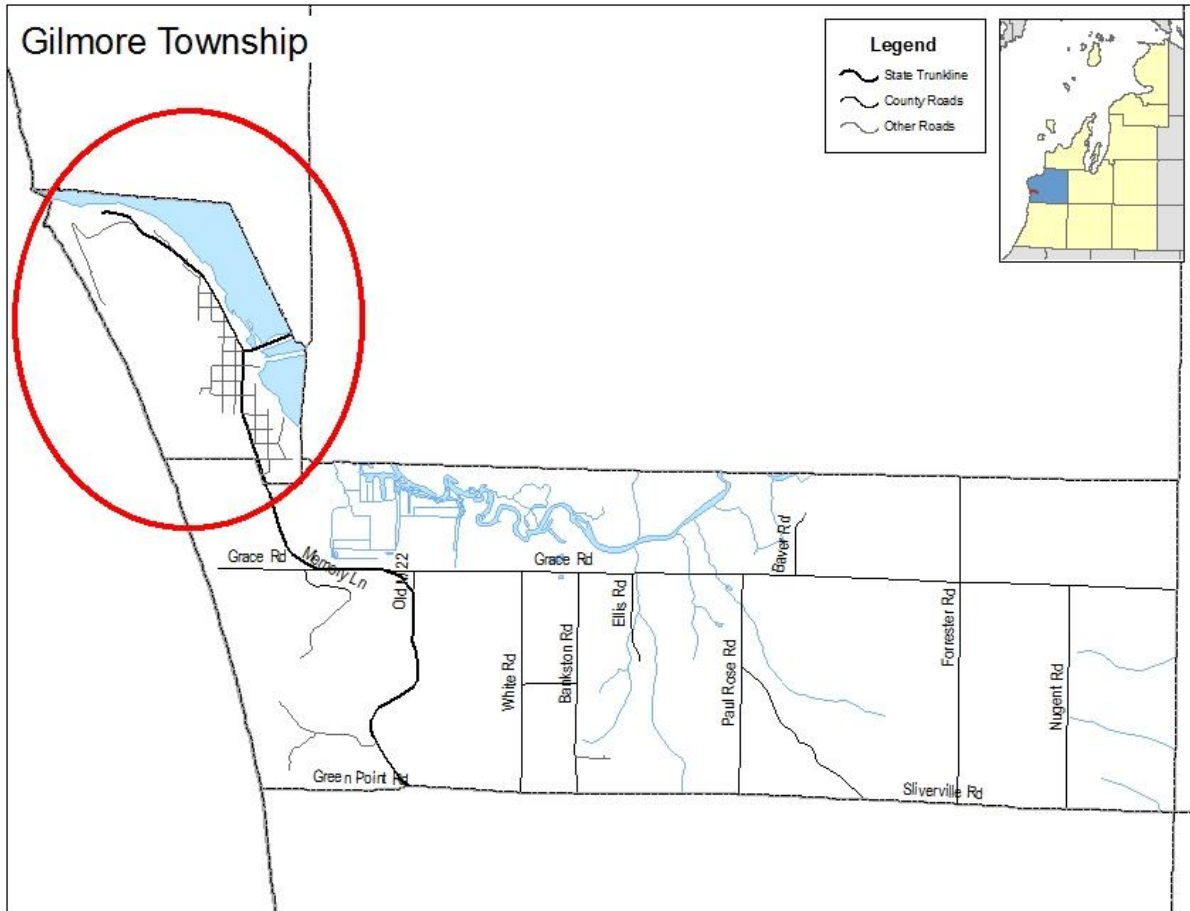 Gilmore Township
Legend
State Trunkline
County Roads
Other Roads
Grace Rd
Memory Ln
Old M22
Grace Rd
Baver Rd
Ellis Rd
White Rd
Bankston Rd
Paul Rose Rd
Forrester Rd
Nugent Rd
Green Point Rd
Sliverville Rd